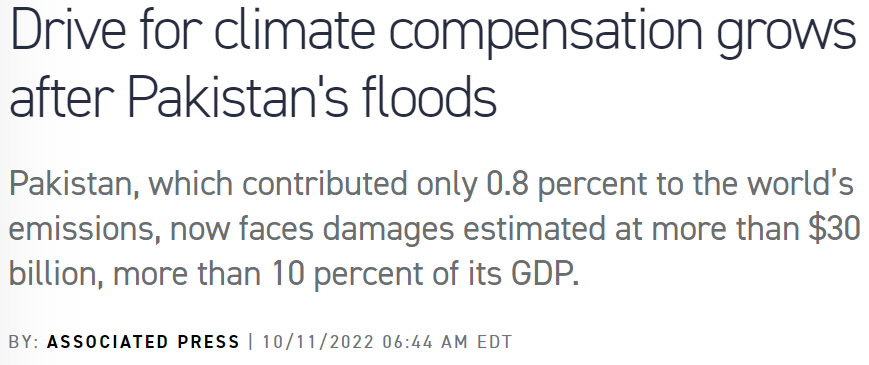 Drive for climate compensation grows
after Pakistan's floods
Pakistan, which contributed only 0.8 percent to the world’s
emissions, now faces damages estimated at more than $30
billion, more than 10 percent of its GDP.
BY: ASSOCIATED PRESS | 10/11/2022 06:44 AM EDT